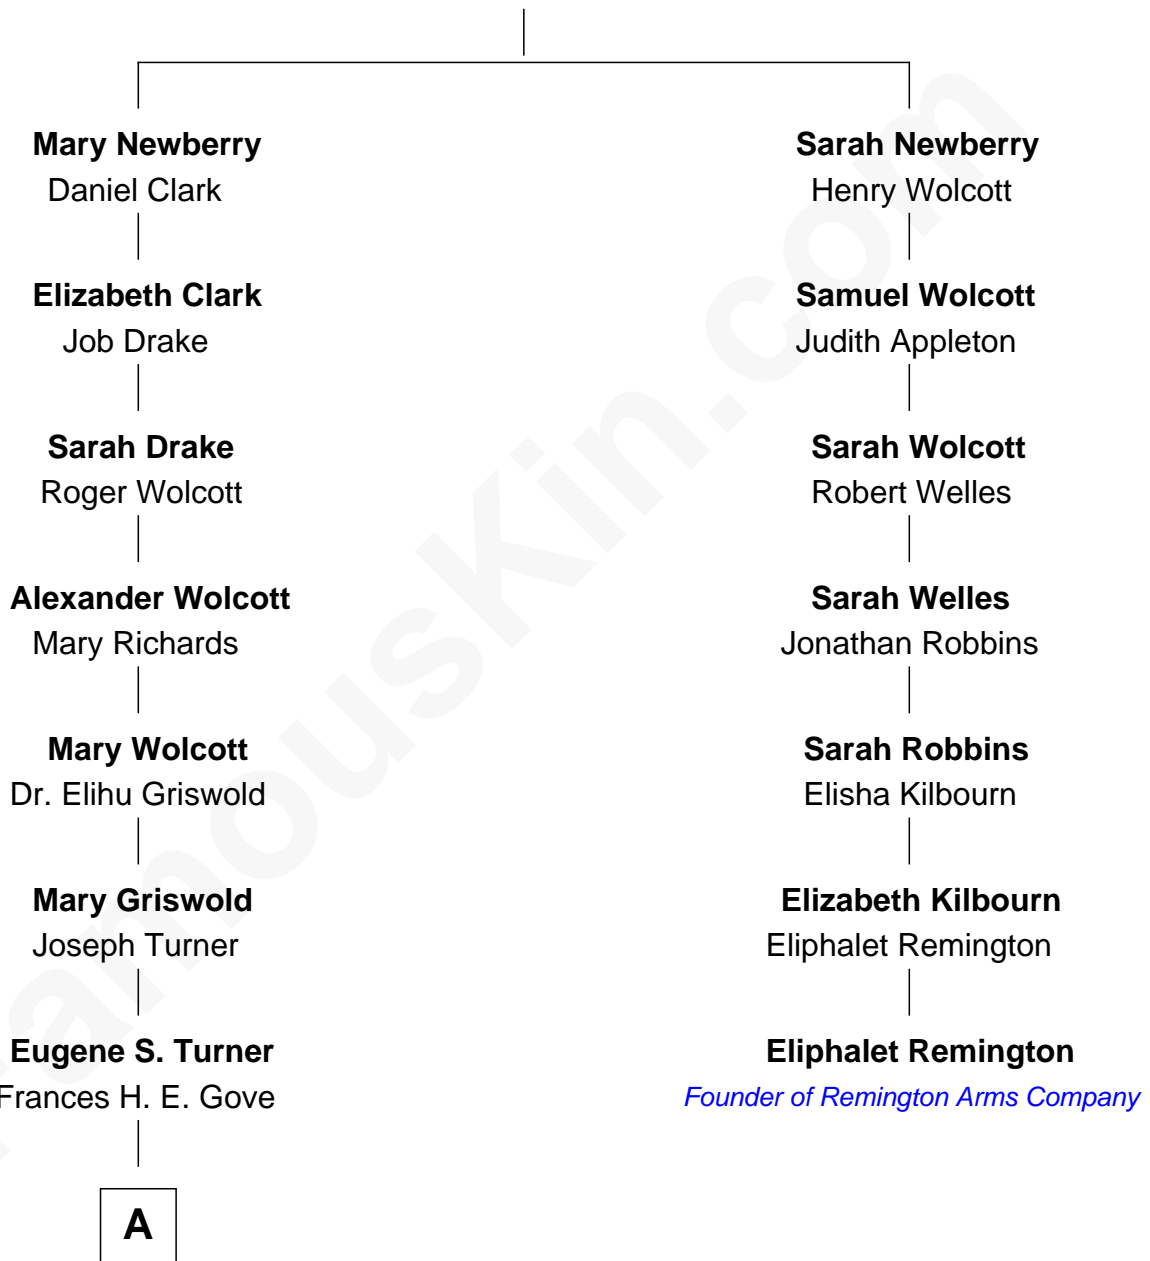 Mary Newberry
Daniel Clark
Elizabeth Clark
Job Drake
Sarah Drake
Roger Wolcott
Alexander Wolcott
Mary Richards
Mary Wolcott
Dr. Elihu Griswold
Mary Griswold
Joseph Turner
Eugene S. Turner
Frances H. E. Gove
A
Sarah Newberry
Henry Wolcott
Samuel Wolcott
Judith Appleton
Sarah Wolcott
Robert Welles
Sarah Welles
Jonathan Robbins
Sarah Robbins
Elisha Kilbourn
Elizabeth Kilbourn
Eliphalet Remington
Eliphalet Remington
Founder of Remington Arms Company
FamousKin.com